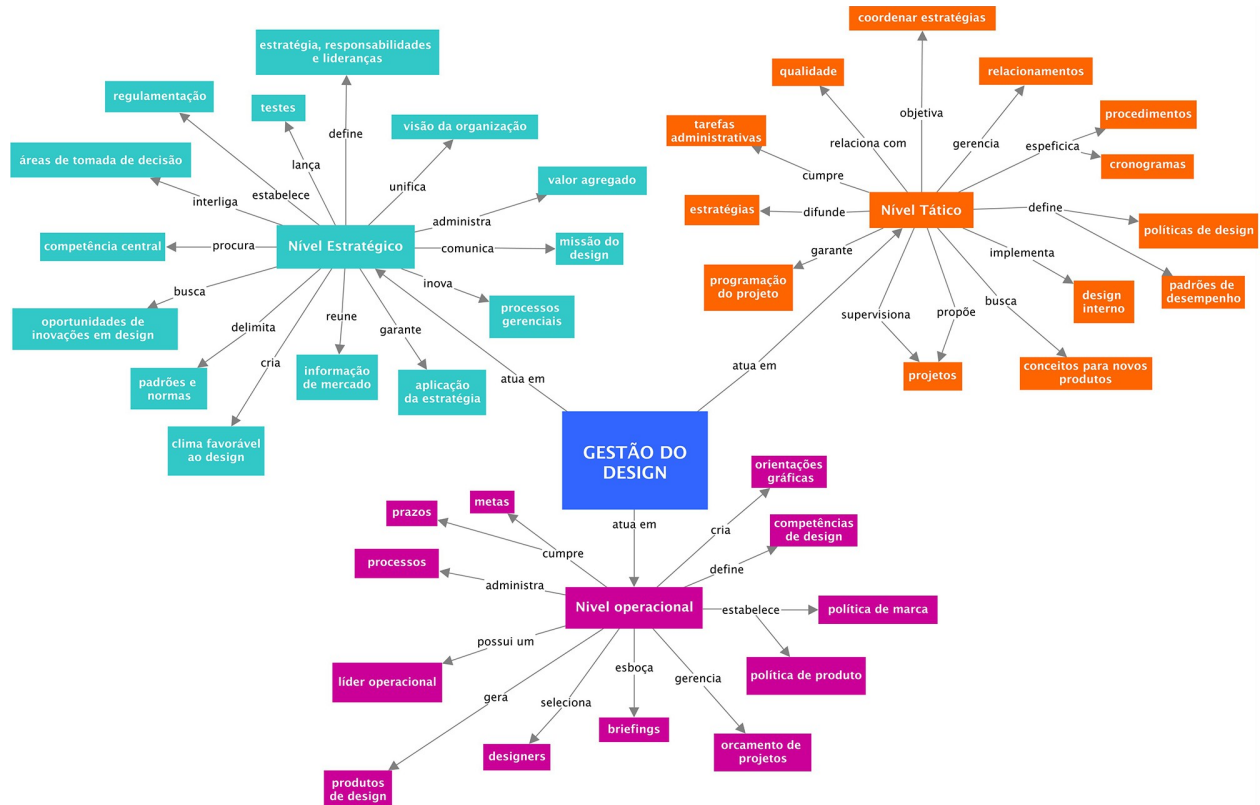 coordenar estratégias
estratégia, responsabilidades
e lideranças
qualidade
relacionamentos
regulamentação
testes
objetiva
visão da organização
define
tarefas
administrativas
relaciona com
gerencia
procedimentos
espeficica
cronogramas
áreas de tomada de decisão
lança
cumpre
valor agregado
interliga
estabelece
unifica
estratégias
difunde
Nível Tático
define
administra
políticas de design
competência central
procura
Nível Estratégico
comunica
missão do
design
garante
implementa
programação
do projeto
padrões de
desempenho
busca
inova
design
interno
oportunidades de
inovações em design
delimita
reune
garante
processos
gerenciais
supervisiona
propõe
busca
cria
padrões e
normas
informação
de mercado
aplicação
da estratégia
atua em
atua em
projetos
conceitos para novos
produtos
clima favorável
ao design
GESTÃO DO
DESIGN
orientações
gráficas
metas
prazos
atua em
cria
competências
de design
cumpre
processos
administra
define
Nivel operacional
estabelece
política de marca
possui um
líder operacional
esboça
gerencia
política de produto
gera
seleciona
briefings
designers
orcamento de
projetos
produtos
de design